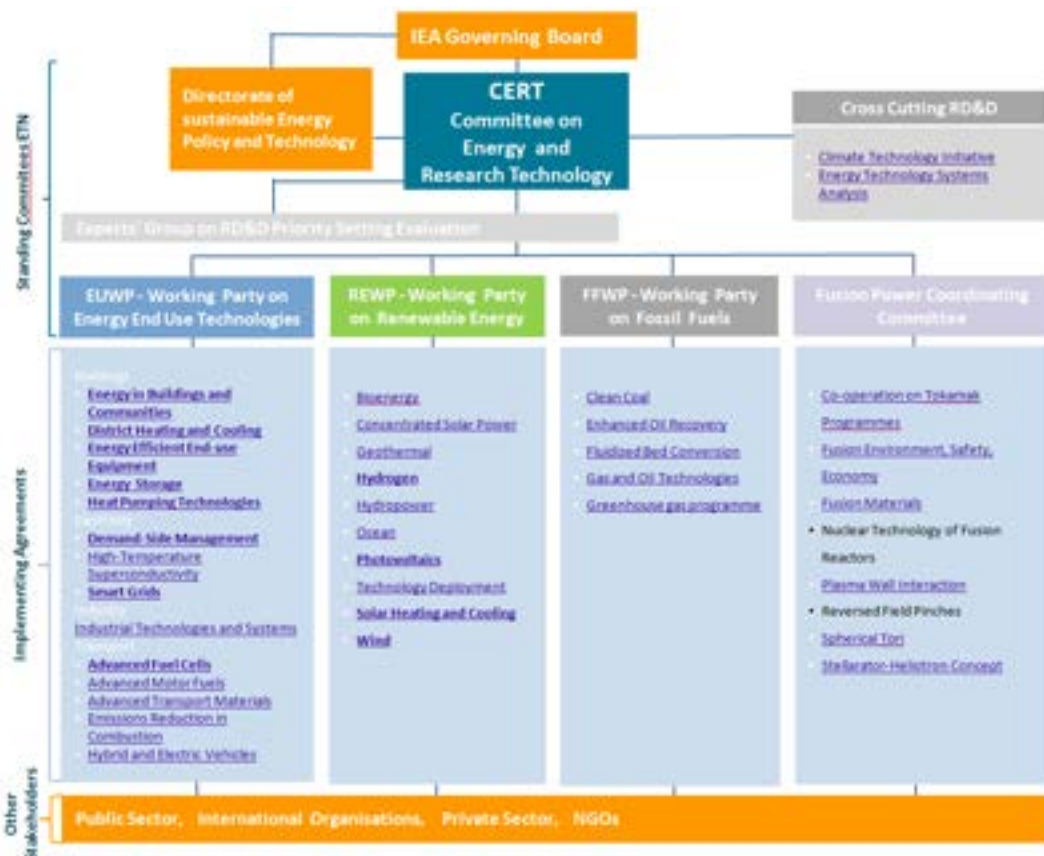 IEA Governing Board
Standing Committees ETN
Directorate of
sustainable Energy
Policy and Technology
CERT
Committee on
Energy and
Research Technology
Cross Cutting RD&D
Climate Technology Initiative
Energy Technology Systems
Analysis
Experts' Group on RD&D Priority Setting Evaluation
EUWP - Working Party on
Energy End Use Technologies
REWP - Working Party
on Renewable Energy
FFWP - Working Party
on Fossil Fuels
Fusion Power Coordinating
Committee
Implementing Agreements
Buildings
Energy in Buildings and
Communities
District Heating and Cooling
Energy Efficient End-use
Equipment
Energy Storage
Heat Pumping Technologies
Demand-Side Management
High-Temperature
Superconductivity
Smart Grids
Industrial Technologies and Systems
Advanced Fuel Cells
Advanced Motor Fuels
Advanced Transport Materials
Emissions Reduction in
Combustion
Hybrid and Electric Vehicles
Bioenergy
Concentrated Solar Power
Geothermal
Hydrogen
Hydropower
Ocean
Photovoltaics
Technology Deployment
Solar Heating and Cooling
Wind
Clean Coal
Enhanced Oil Recovery
Fluidized Bed Conversion
Gas and Oil Technologies
Greenhouse gas programme
Co-operation on Tokamak
Programmes
Fusion Environment, Safety,
Economy
Fusion Materials
• Nuclear Technology of Fusion
Reactors
Plasma Wall Interaction
• Reversed Field Pinches
Spherical Tori
Stellarator-Heliotron Concept
Other
Stakeholders
Public Sector, International Organisations, Private Sector, NGOs